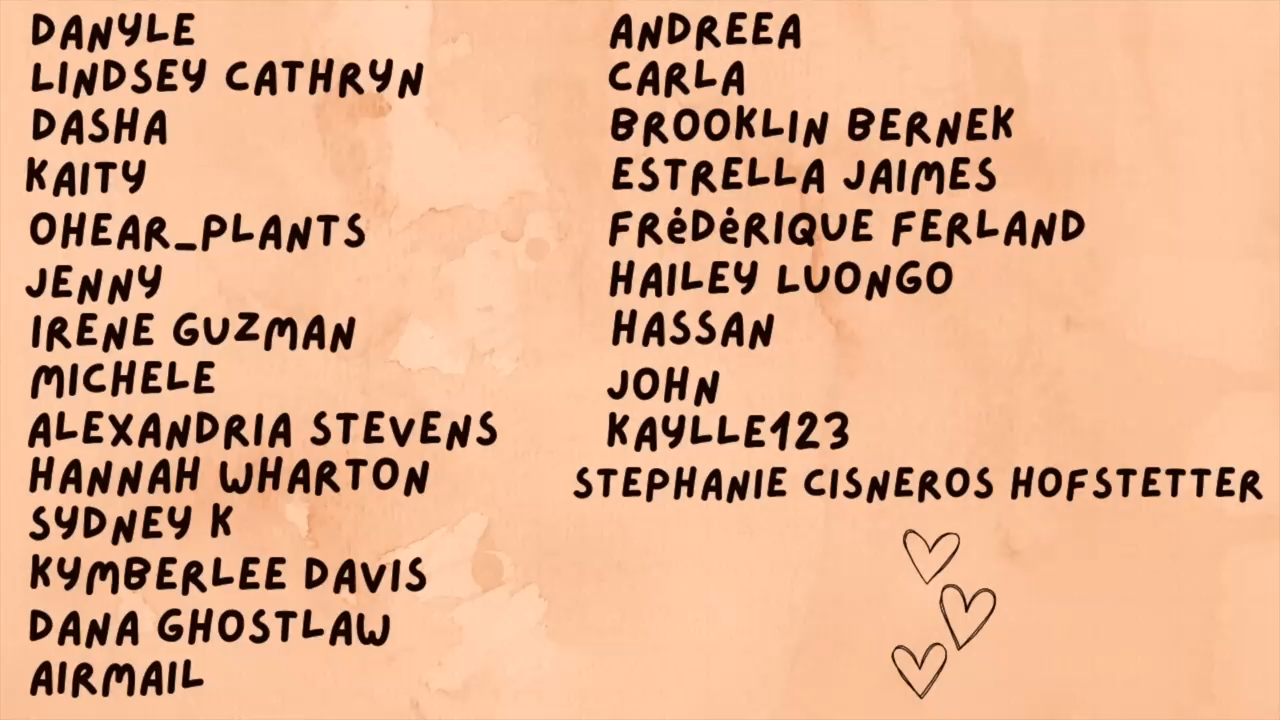 DANYLE
LINDSEY CATHRYN
DASHA
KAITY
OHEAR_PLANTS
JENNY
IRENE GUZMAN
MICHELE
ALEXANDRIA STEVENS
HANNAH WHARTON
SYDNEY K
KYMBERLEE DAVIS
DANA GHOSTLAW
AIRMAIL
ANDREEA
CARLA
BROOKLIN BERNEK
ESTRELLA JAIMES
FRėDėRIQUE FERLAND
HAILEY LUONGO
HASSAN
JOHN
KAYLLE123
STEPHANIE CISNEROS HOFSTETTER